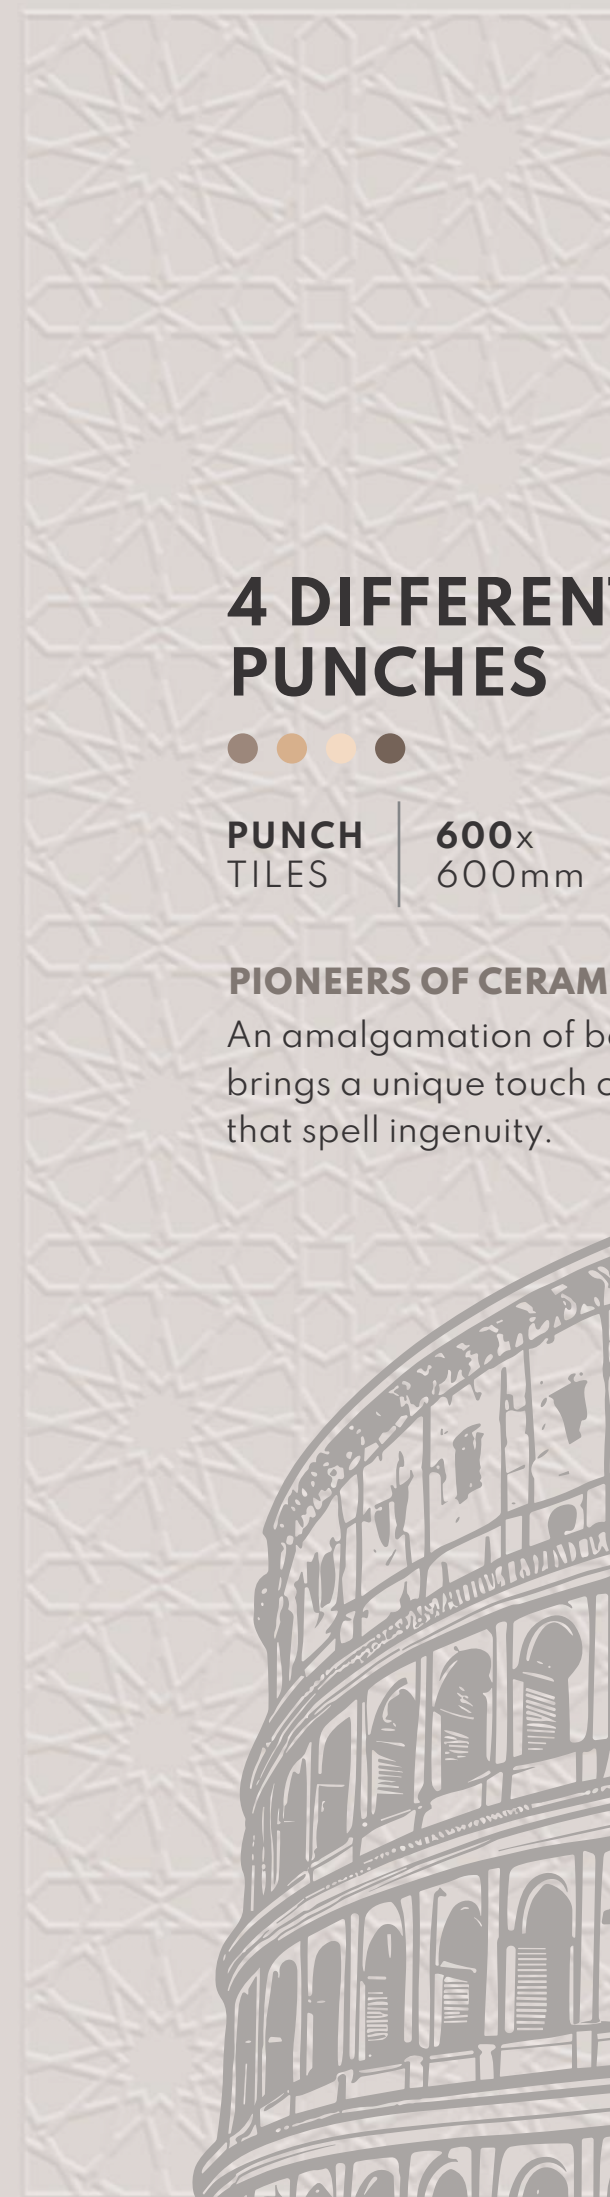 4 DIFFERENT
PUNCHES
PUNCH
TILES
600x
600mm
PIONEERS OF
An amalgamation of
brings a unique touch
that spell ingenuity.